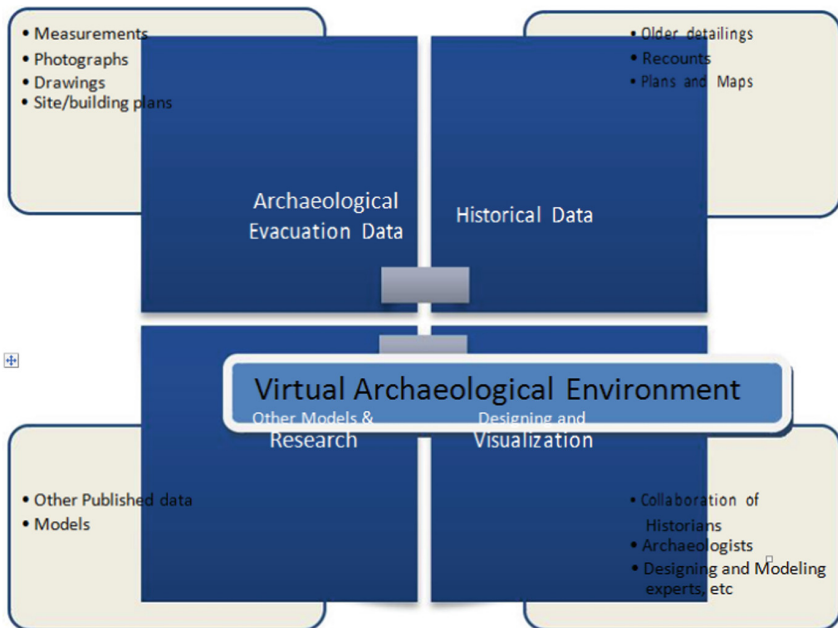 • Measurements
• Photographs
• Drawings
• Site/building plans
• Older detailings
• Recounts
• Plans and Maps
Archaeological
Evacuation Data
Historical Data
Virtual Archaeological Environment
Other Models &
Research
Designing and
Visualization
• Other Published data
• Models
• Collaboration of
Historians
• Archaeologists
• Designing and Modeling
experts, etc